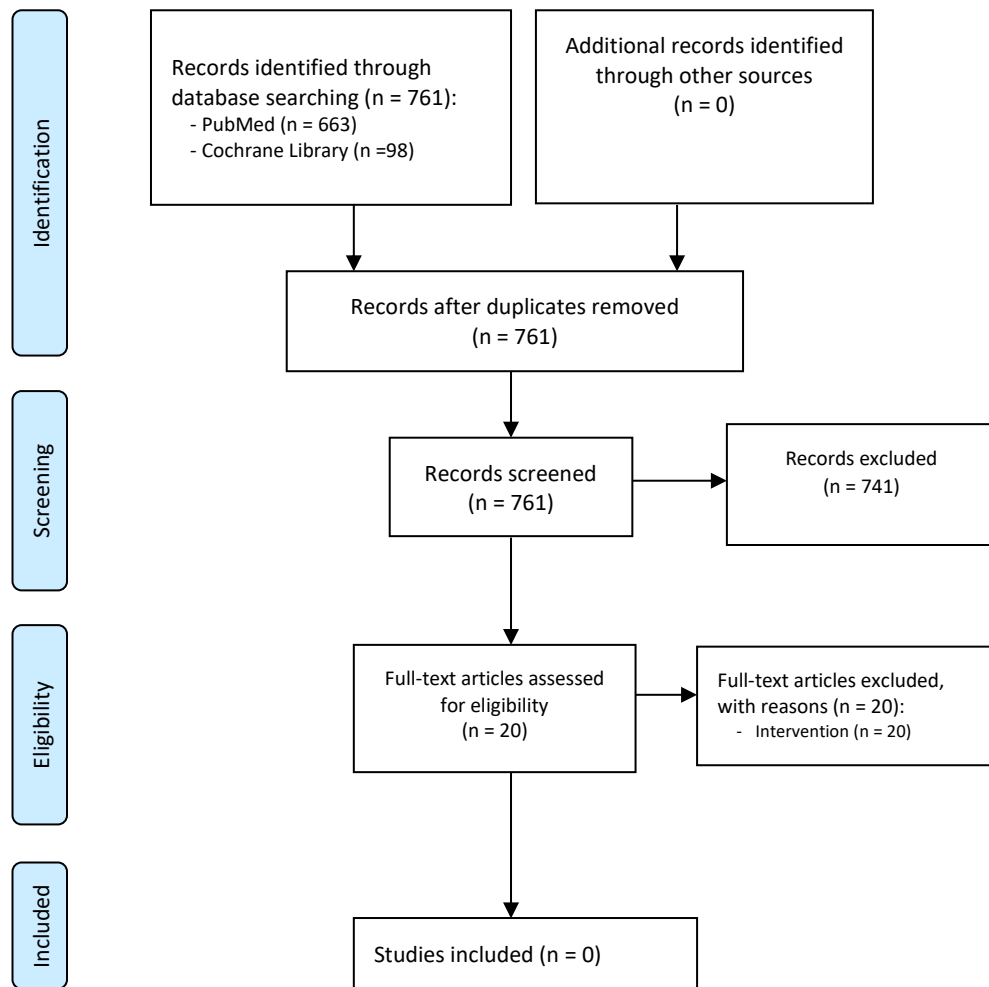 Identification
Records identified through
database searching (n = 761):
- PubMed (n = 663)
- Cochrane Library (n =98)
Additional records identified
through other sources
(n = 0)
Records after duplicates removed
(n = 761)
Screening
Records screened
(n = 761)
Records excluded
(n = 741)
Eligibility
Full-text articles assessed
for eligibility
(n = 20)
Full-text articles excluded,
with reasons (n = 20):
- Intervention (n = 20)
Included
Studies included (n = 0)